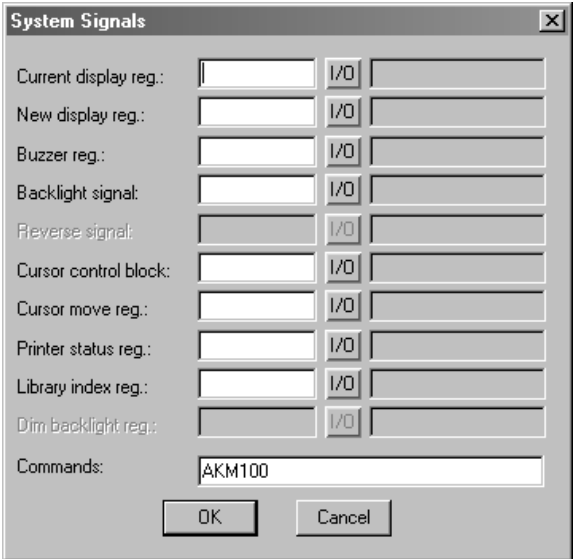 System Signals
Current display reg.: I/O
New display reg.: I/O
Buzzer reg.: I/O
Backlight signal: I/O
Reverse signal: I/O
Cursor control block: I/O
Cursor move reg.: I/O
Printer status reg.: I/O
Library index reg.: I/O
Dim backlight reg.: I/O
Commands: AKM100
OK Cancel